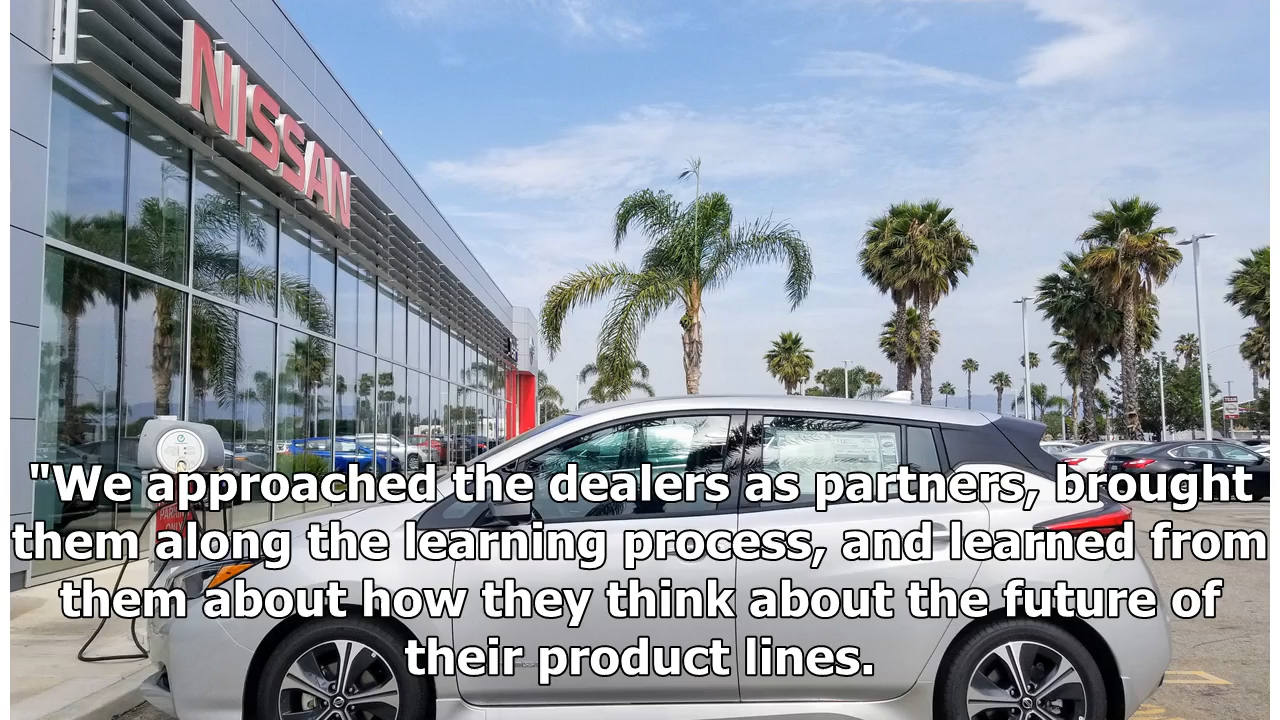 NISSAN
"We approached the dealers as partners, brought
them along the learning process, and learned from
them about how they think about the future of
their product lines.